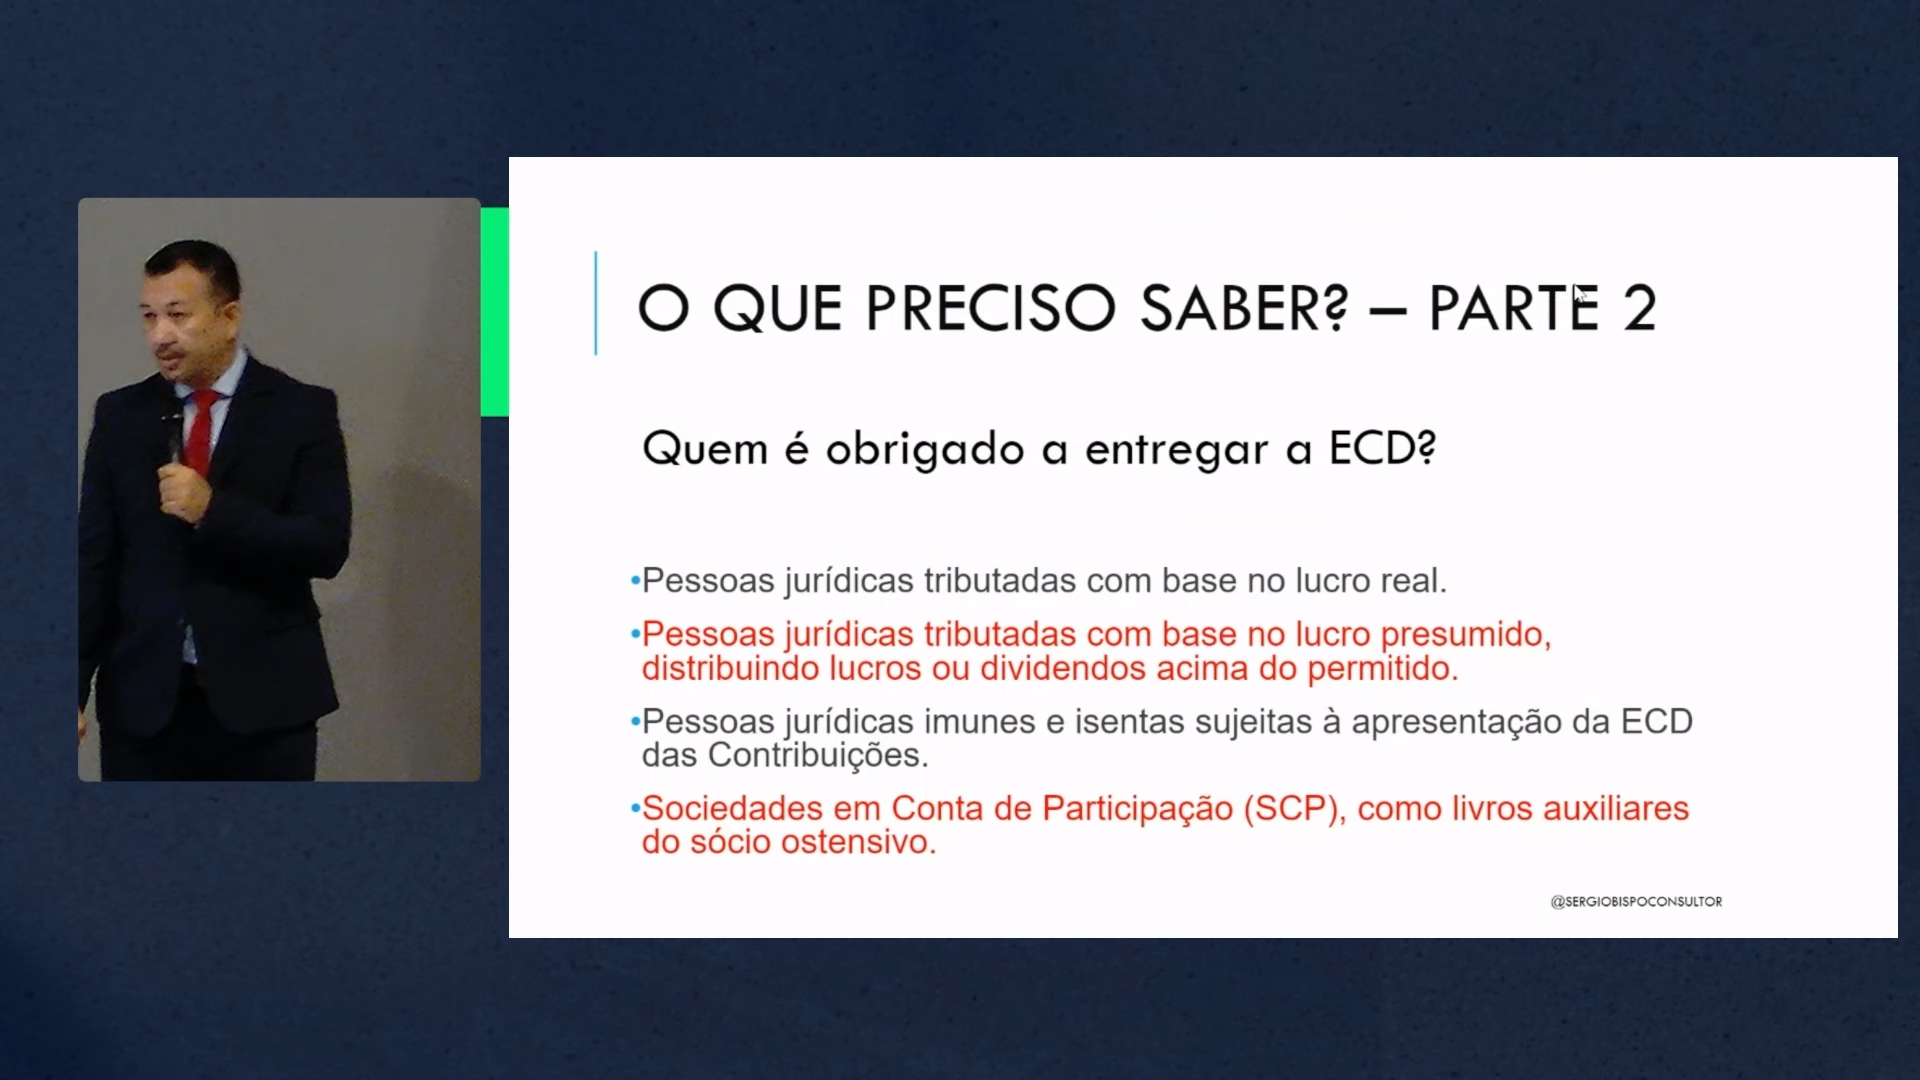 O QUE PRECISO SABER? – PARTE 2
Quem é obrigado a entregar a ECD?
•Pessoas jurídicas tributadas com base no lucro real.
•Pessoas jurídicas tributadas com base no lucro presumido,
distribuindo lucros ou dividendos acima do permitido.
•Pessoas jurídicas imunes e isentas sujeitas à apresentação da ECD
das Contribuições.
•Sociedades em Conta de Participação (SCP), como livros auxiliares
do sócio ostensivo.
@SERGIOBISPOCONSULTOR